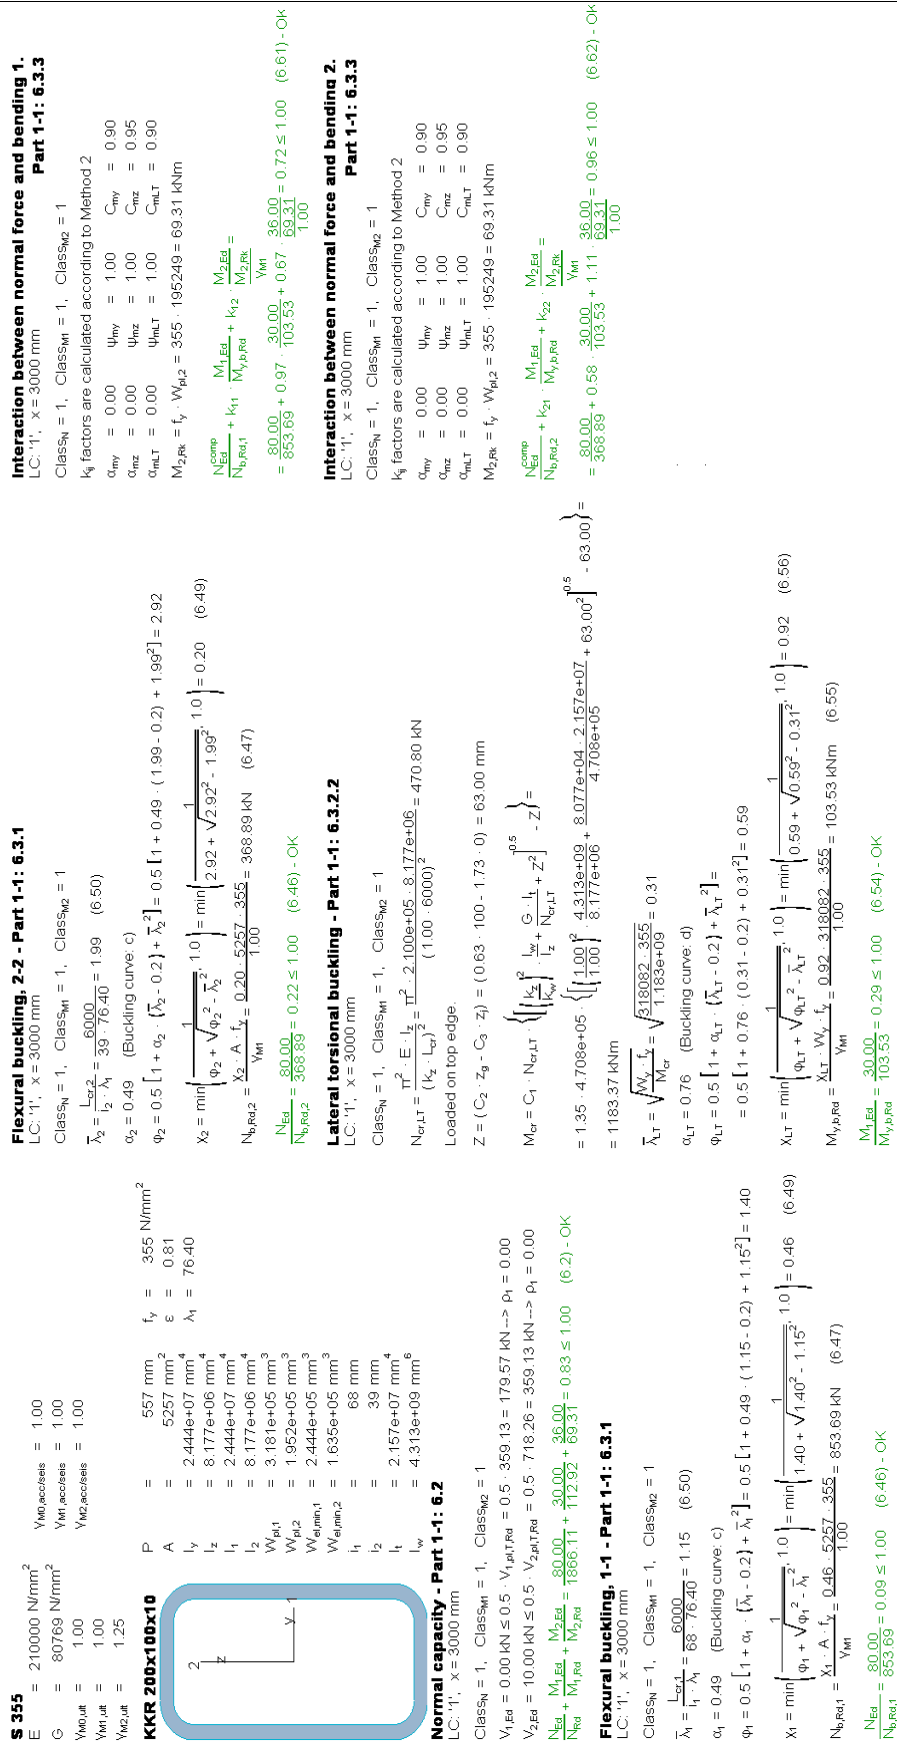 S 355
E = 210000 N/mm² γM0,acc/seis = 1.00
G = 80769 N/mm² γM1,acc/seis = 1.00
γM0,ult = 1.00 γM2,acc/seis = 1.00
γM1,ult = 1.00
γM2,ult = 1.25
KKR 200x100x10
2
z
y
1
P = 557 mm² fy = 355 N/mm²
A = 5257 mm² ε = 0.81
Iy = 2.444e+07 mm⁴ λ1 = 76.40
Iz = 8.177e+06 mm⁴
I1 = 2.444e+07 mm⁴
I2 = 8.177e+06 mm⁴
Wpl,1 = 3.181e+05 mm³
Wpl,2 = 1.952e+05 mm³
Wel,min,1 = 2.444e+05 mm³
Wel,min,2 = 1.635e+05 mm³
i1 = 68 mm
i2 = 39 mm
It = 2.157e+07 mm⁴
Iw = 4.313e+09 mm⁶
Normal capacity - Part 1-1: 6.2
LC: '1', x = 3000 mm
ClassN = 1, ClassM1 = 1, ClassM2 = 1
V1,Ed = 0.00 kN ≤ 0.5 · V1,pl,T,Rd = 0.5 · 359.13 = 179.57 kN --> ρ1 = 0.00
V2,Ed = 10.00 kN ≤ 0.5 · V2,pl,T,Rd = 0.5 · 718.26 = 359.13 kN --> ρ1 = 0.00
NEd/NRd + M1,Ed/M1,Rd + M2,Ed/M2,Rd = 80.00/1866.11 + 30.00/112.92 + 36.00/69.31 = 0.83 ≤ 1.00 (6.2) - OK
Flexural buckling, 1-1 - Part 1-1: 6.3.1
LC: '1', x = 3000 mm
ClassN = 1, ClassM1 = 1, ClassM2 = 1
λ̄1 = Lcr,1/(i1 · λ1) = 6000/(68 · 76.40) = 1.15 (6.50)
α1 = 0.49 (Buckling curve: c)
φ1 = 0.5 [1 + α1 · (λ̄1 - 0.2) + λ̄1²] = 0.5 [1 + 0.49 · (1.15 - 0.2) + 1.15²] = 1.40
χ1 = min(1/(φ1 + √(φ1² - λ̄1²)), 1.0) = min(1/(1.40 + √(1.40² - 1.15²)), 1.0) = 0.46 (6.49)
Nb,Rd,1 = χ1 · A · fy/γM1 = 0.46 · 5257 · 355/1.00 = 853.69 kN (6.47)
NEd/Nb,Rd,1 = 80.00/853.69 = 0.09 ≤ 1.00 (6.46) - OK
Flexural buckling, 2-2 - Part 1-1: 6.3.1
LC: '1', x = 3000 mm
ClassN = 1, ClassM1 = 1, ClassM2 = 1
λ̄2 = Lcr,2/(i2 · λ1) = 6000/(39 · 76.40) = 1.99 (6.50)
α2 = 0.49 (Buckling curve: c)
φ2 = 0.5 [1 + α2 · (λ̄2 - 0.2) + λ̄2²] = 0.5 [1 + 0.49 · (1.99 - 0.2) + 1.99²] = 2.92
χ2 = min(1/(φ2 + √(φ2² - λ̄2²)), 1.0) = min(1/(2.92 + √(2.92² - 1.99²)), 1.0) = 0.20 (6.49)
Nb,Rd,2 = χ2 · A · fy/γM1 = 0.20 · 5257 · 355/1.00 = 368.89 kN (6.47)
NEd/Nb,Rd,2 = 80.00/368.89 = 0.22 ≤ 1.00 (6.46) - OK
Lateral torsional buckling - Part 1-1: 6.3.2.2
LC: '1', x = 3000 mm
ClassN = 1, ClassM1 = 1, ClassM2 = 1
Ncr,LT = π² · E · Iz/(kz · Lcr)² = π² · 2.100e+05 · 8.177e+06/(1.00 · 6000)² = 470.80 kN
Loaded on top edge.
Z = (C2 · zg - C3 · zj) = (0.63 · 100 - 1.73 · 0) = 63.00 mm
Mcr = C1 · Ncr,LT {[(kz/kw)² · Iw/Iz + G · It/Ncr,LT + Z²]^0.5 - Z} =
= 1.35 · 4.708e+05 · {[(1.00/1.00)² · 4.313e+09/8.177e+06 + 8.077e+04 · 2.157e+07/4.708e+05 + 63.00²]^0.5 - 63.00} =
= 1183.37 kNm
λ̄LT = √(Wy · fy/Mcr) = √(318082 · 355/1.183e+09) = 0.31
αLT = 0.76 (Buckling curve: d)
φLT = 0.5 [1 + αLT · (λ̄LT - 0.2) + λ̄LT²] =
= 0.5 [1 + 0.76 · (0.31 - 0.2) + 0.31²] = 0.59
χLT = min(1/(φLT + √(φLT² - λ̄LT²)), 1.0) = min(1/(0.59 + √(0.59² - 0.31²)), 1.0) = 0.92 (6.56)
My,b,Rd = χLT · Wy · fy/γM1 = 0.92 · 318082 · 355/1.00 = 103.53 kNm (6.55)
M1,Ed/My,b,Rd = 30.00/103.53 = 0.29 ≤ 1.00 (6.54) - OK
Interaction between normal force and bending 1.
Part 1-1: 6.3.3
LC: '1', x = 3000 mm
ClassN = 1, ClassM1 = 1, ClassM2 = 1
kij factors are calculated according to Method 2
αmy = 0.00 ψmy = 1.00 Cmy = 0.90
αmz = 0.00 ψmz = 1.00 Cmz = 0.95
αmLT = 0.00 ψmLT = 1.00 CmLT = 0.90
M2,Rk = fy · Wpl,2 = 355 · 195249 = 69.31 kNm
NEd^comp/Nb,Rd,1 + k11 · M1,Ed/My,b,Rd + k12 · M2,Ed/(M2,Rk/γM1) =
= 80.00/853.69 + 0.97 · 30.00/103.53 + 0.67 · 36.00/(69.31/1.00) = 0.72 ≤ 1.00 (6.61) - OK
Interaction between normal force and bending 2.
Part 1-1: 6.3.3
LC: '1', x = 3000 mm
ClassN = 1, ClassM1 = 1, ClassM2 = 1
kij factors are calculated according to Method 2
αmy = 0.00 ψmy = 1.00 Cmy = 0.90
αmz = 0.00 ψmz = 1.00 Cmz = 0.95
αmLT = 0.00 ψmLT = 1.00 CmLT = 0.90
M2,Rk = fy · Wpl,2 = 355 · 195249 = 69.31 kNm
NEd^comp/Nb,Rd,2 + k21 · M1,Ed/My,b,Rd + k22 · M2,Ed/(M2,Rk/γM1) =
= 80.00/368.89 + 0.58 · 30.00/103.53 + 1.11 · 36.00/(69.31/1.00) = 0.96 ≤ 1.00 (6.62) - OK